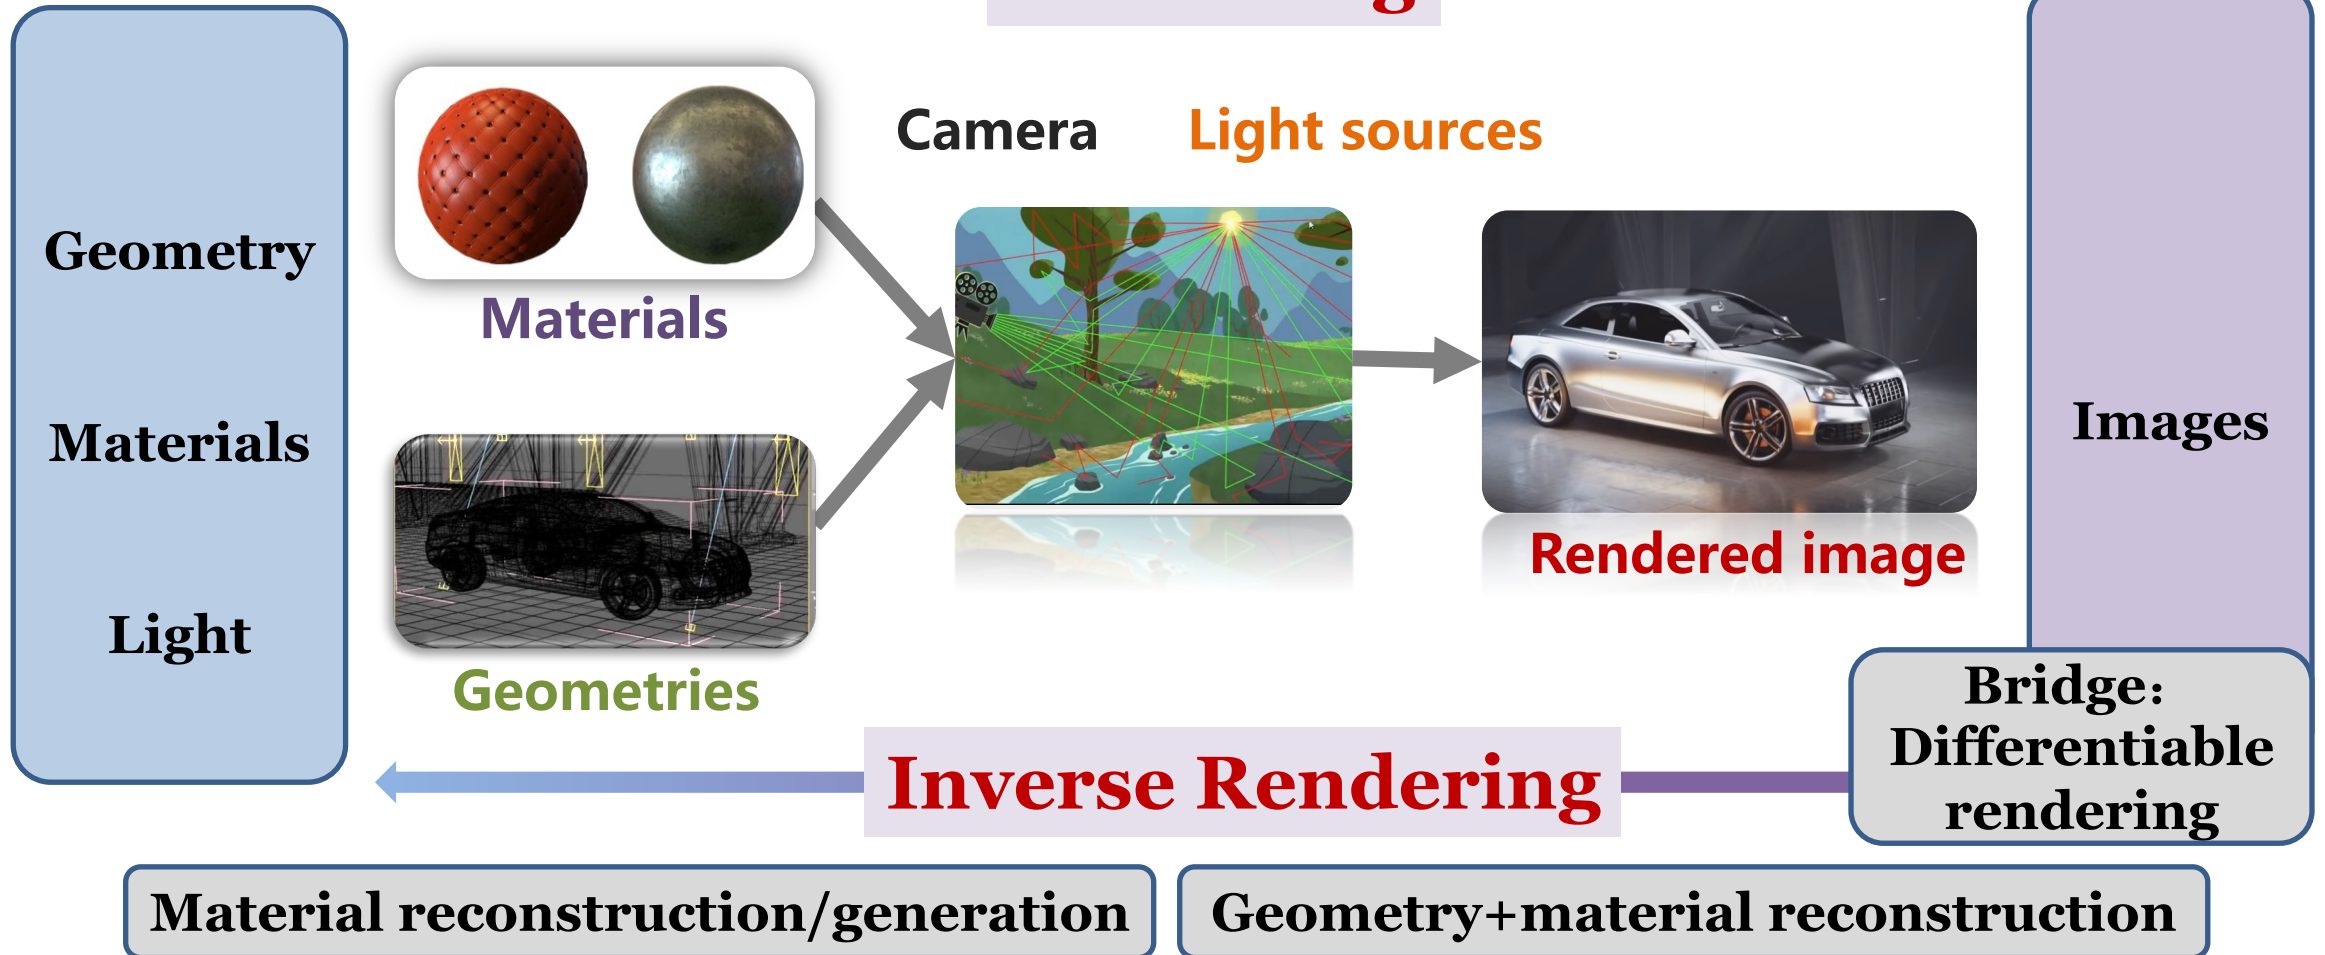 Camera Light sources
Geometry
Materials
Light
Materials
Geometries
Rendered image
Images
Bridge：
Differentiable
rendering
Inverse Rendering
Material reconstruction/generation
Geometry+material reconstruction